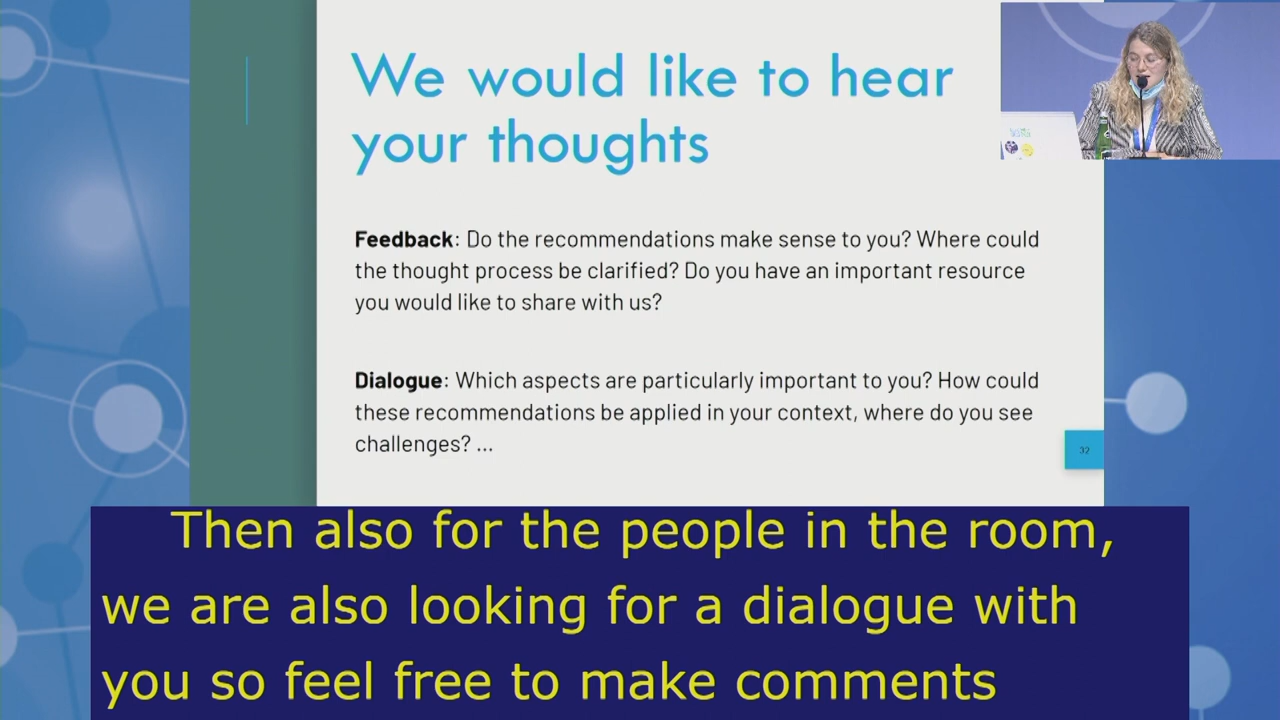 We would like to hear
your thoughts
Feedback: Do the recommendations make sense to you? Where could
the thought process be clarified? Do you have an important resource
you would like to share with us?
Dialogue: Which aspects are particularly important to you? How could
these recommendations be applied in your context, where do you see
challenges? ...
32
Then also for the people in the room,
we are also looking for a dialogue with
you so feel free to make comments